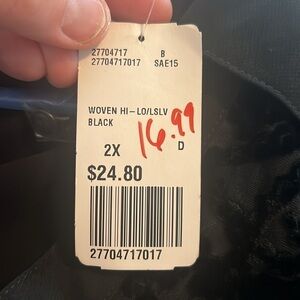 27704717 B
27704717017 SAE15
WOVEN HI-LO/LSLV
BLACK
16.99
2X D
$24.80
27704717017